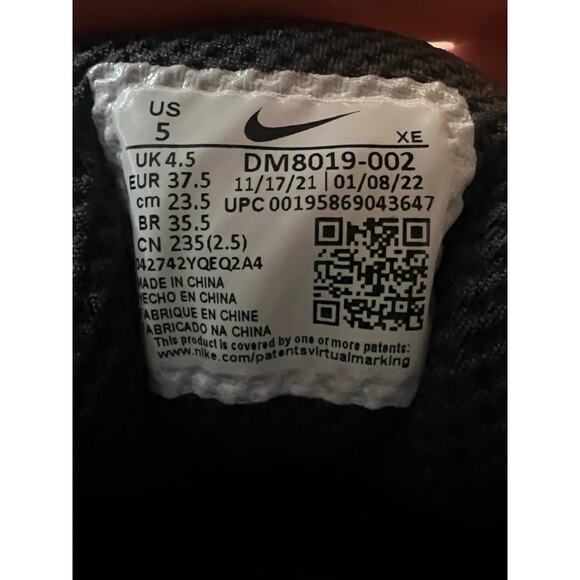 US
5
XE
UK 4.5
EUR 37.5
cm 23.5
BR 35.5
CN 235(2.5)
DM8019-002
11/17/21 | 01/08/22
UPC 00195869043647
042742YQEQ2A4
MADE IN CHINA
HECHO EN CHINA
FABRIQUE EN CHINE
FABRICADO NA CHINA
This product is covered by one or more patents:
www.nike.com/patentsvirtualmarking